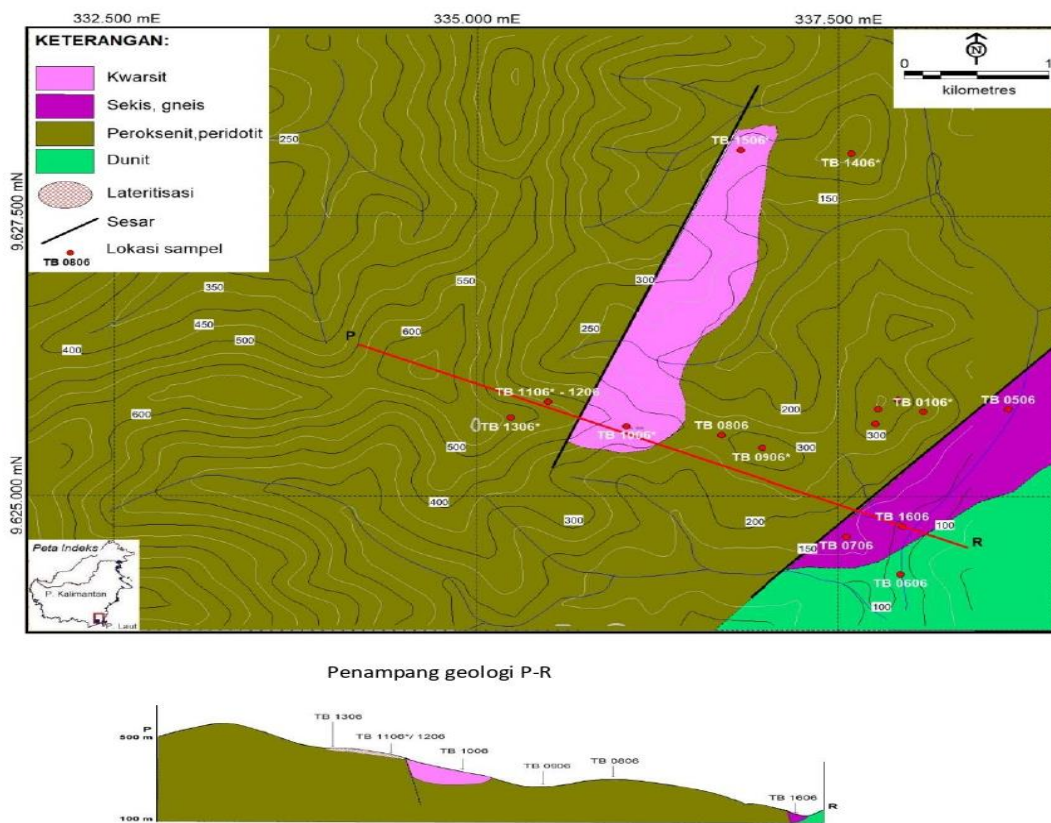 332.500 mE
335.000 mE
337.500 mE
KETERANGAN:
Kwarsit
Sekis, gneis
Peroksenit,peridotit
Dunit
Lateritisasi
Sesar
Lokasi sampel
TB 0806
N
0 1
kilometres
9.627.500 mN
9.625.000 mN
250
TB 1506*
TB 1406*
150
350
450
500
400
550
300
250
P
600
600
TB 1106* - 1206
TB 1306*
TB 1006*
500
200
TB 0106*
TB 0506
300
TB 0806
TB 0906*
300
400
300
200
TB 1606
100
150
TB 0706
R
TB 0606
100
Peta Indeks
P. Kalimantan
P. Laut
Penampang geologi P-R
P
500 m
TB 1306
TB 1106*/ 1206
TB 1006
TB 0906
TB 0806
TB 1606
R
100 m